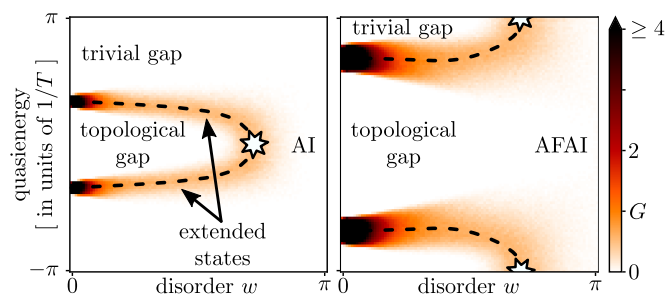 π
trivial gap
topological
gap
AI
extended
states
−π
0
disorder w
π
quasienergy
[ in units of 1/T ]
trivial gap
topological
gap
AFAI
0
disorder w
π
≥ 4
2
G
0